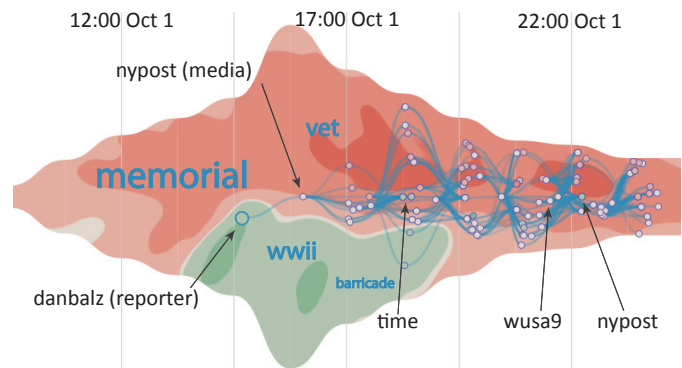 12:00 Oct 1
17:00 Oct 1
22:00 Oct 1
nypost (media)
vet
memorial
wwii
barricade
danbalz (reporter)
time
wusa9
nypost